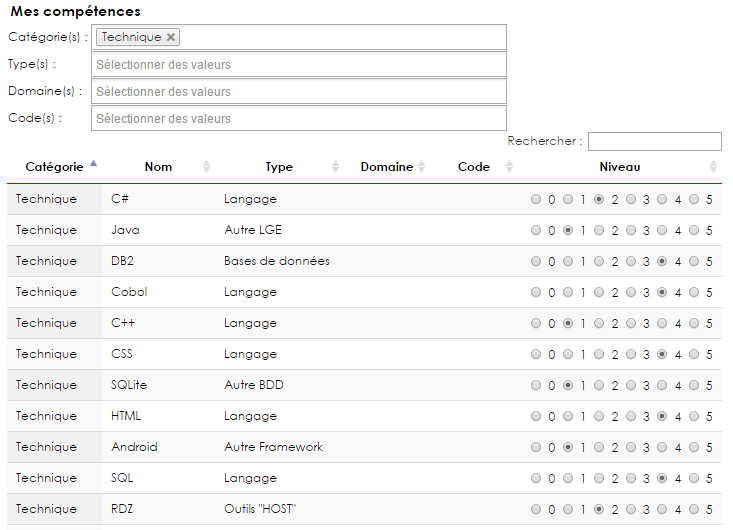 Mes compétences
Catégorie(s) : Technique ✖
Type(s) : Sélectionner des valeurs
Domaine(s) : Sélectionner des valeurs
Code(s) : Sélectionner des valeurs
Rechercher :
Catégorie Nom Type Domaine Code Niveau
Technique C# Langage 0 1 2 3 4 5
Technique Java Autre LGE 0 1 2 3 4 5
Technique DB2 Bases de données 0 1 2 3 4 5
Technique Cobol Langage 0 1 2 3 4 5
Technique C++ Langage 0 1 2 3 4 5
Technique CSS Langage 0 1 2 3 4 5
Technique SQLite Autre BDD 0 1 2 3 4 5
Technique HTML Langage 0 1 2 3 4 5
Technique Android Autre Framework 0 1 2 3 4 5
Technique SQL Langage 0 1 2 3 4 5
Technique RDZ Outils "HOST" 0 1 2 3 4 5